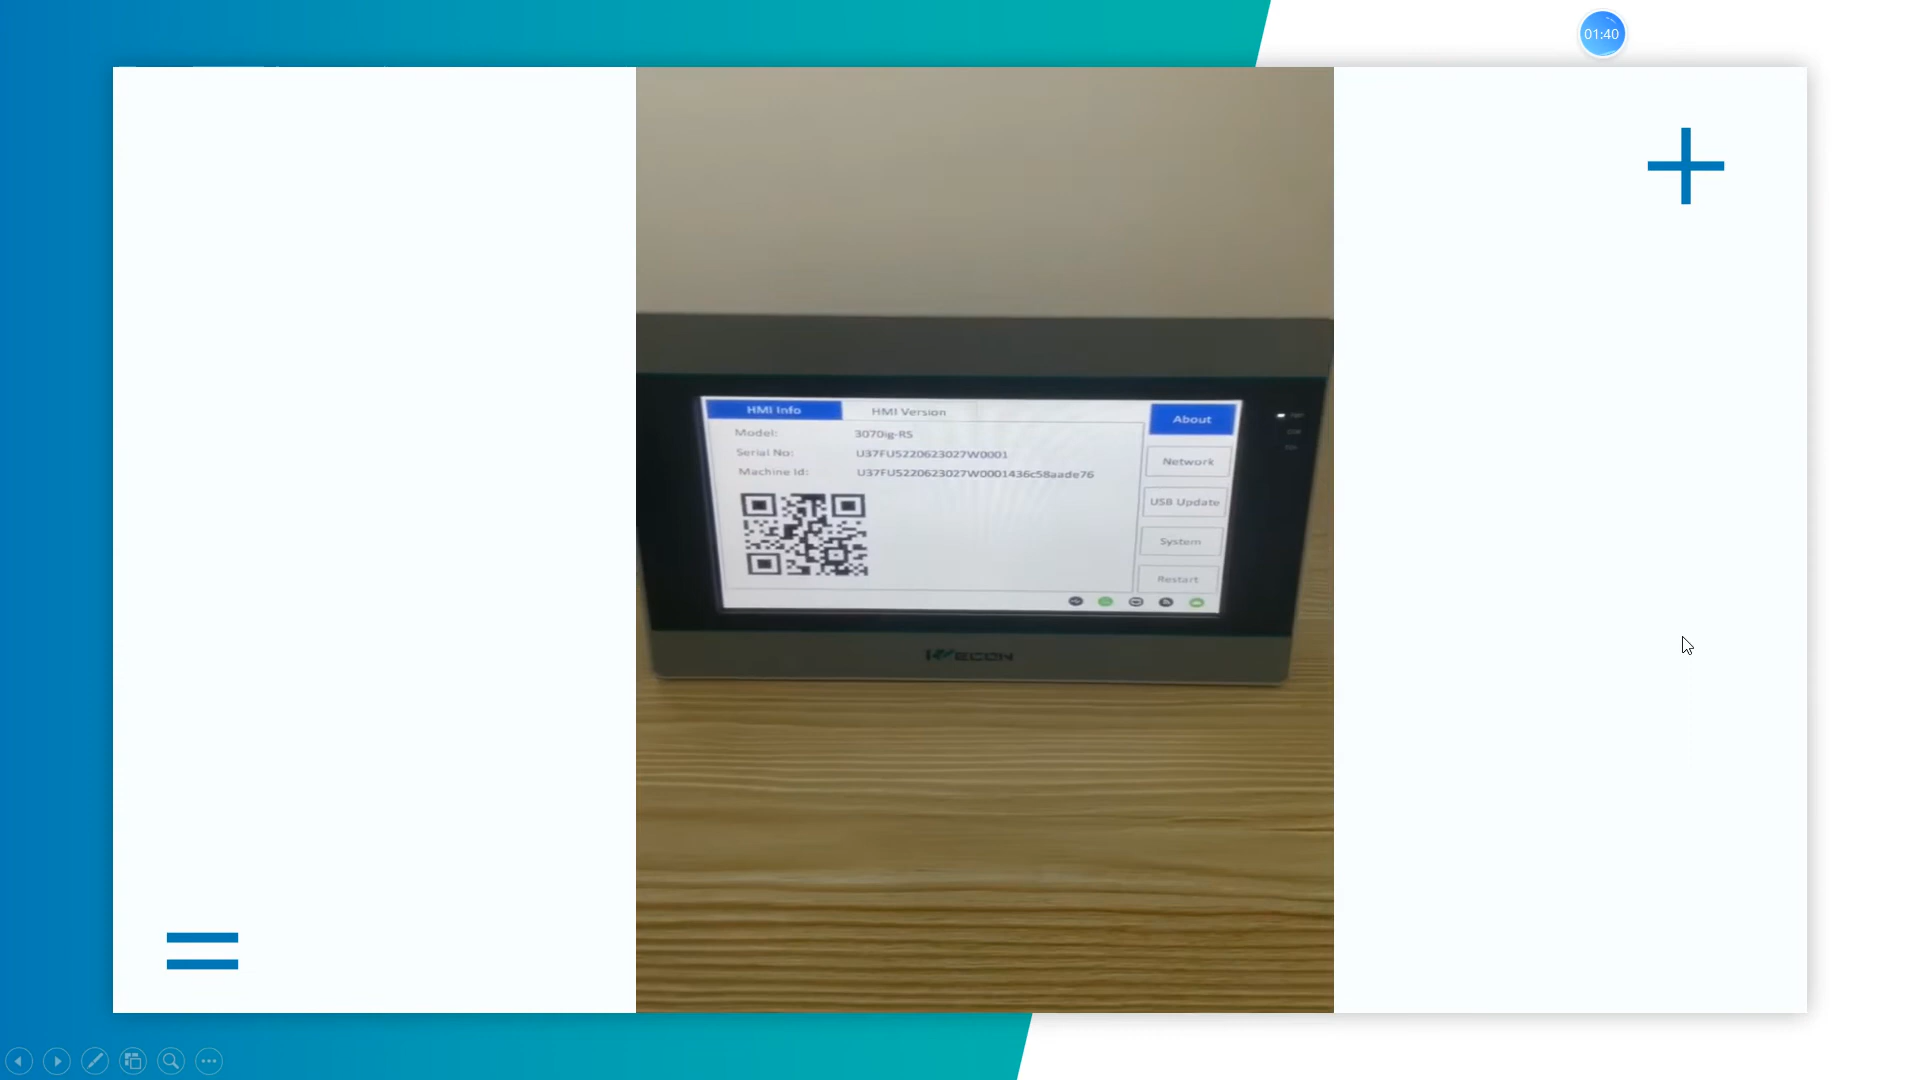 01:40
HMI Info
HMI Version
About
Model: 3070ig-RS
Serial No: U37FU5220623027W0001
Machine Id: U37FU5220623027W0001436c58aade76
Network
USB Update
System
Restart
WECON